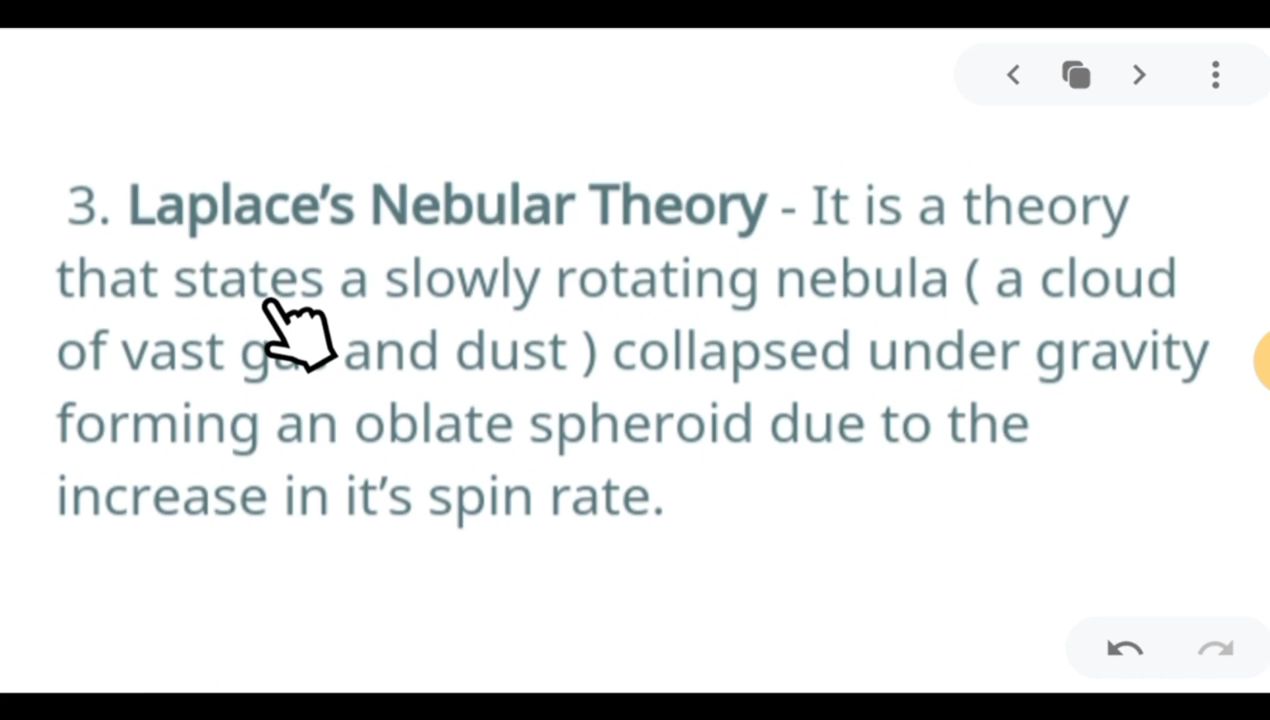 3. Laplace’s Nebular Theory - It is a theory
that states a slowly rotating nebula ( a cloud
of vast and dust ) collapsed under gravity
forming an oblate spheroid due to the
increase in it’s spin rate.